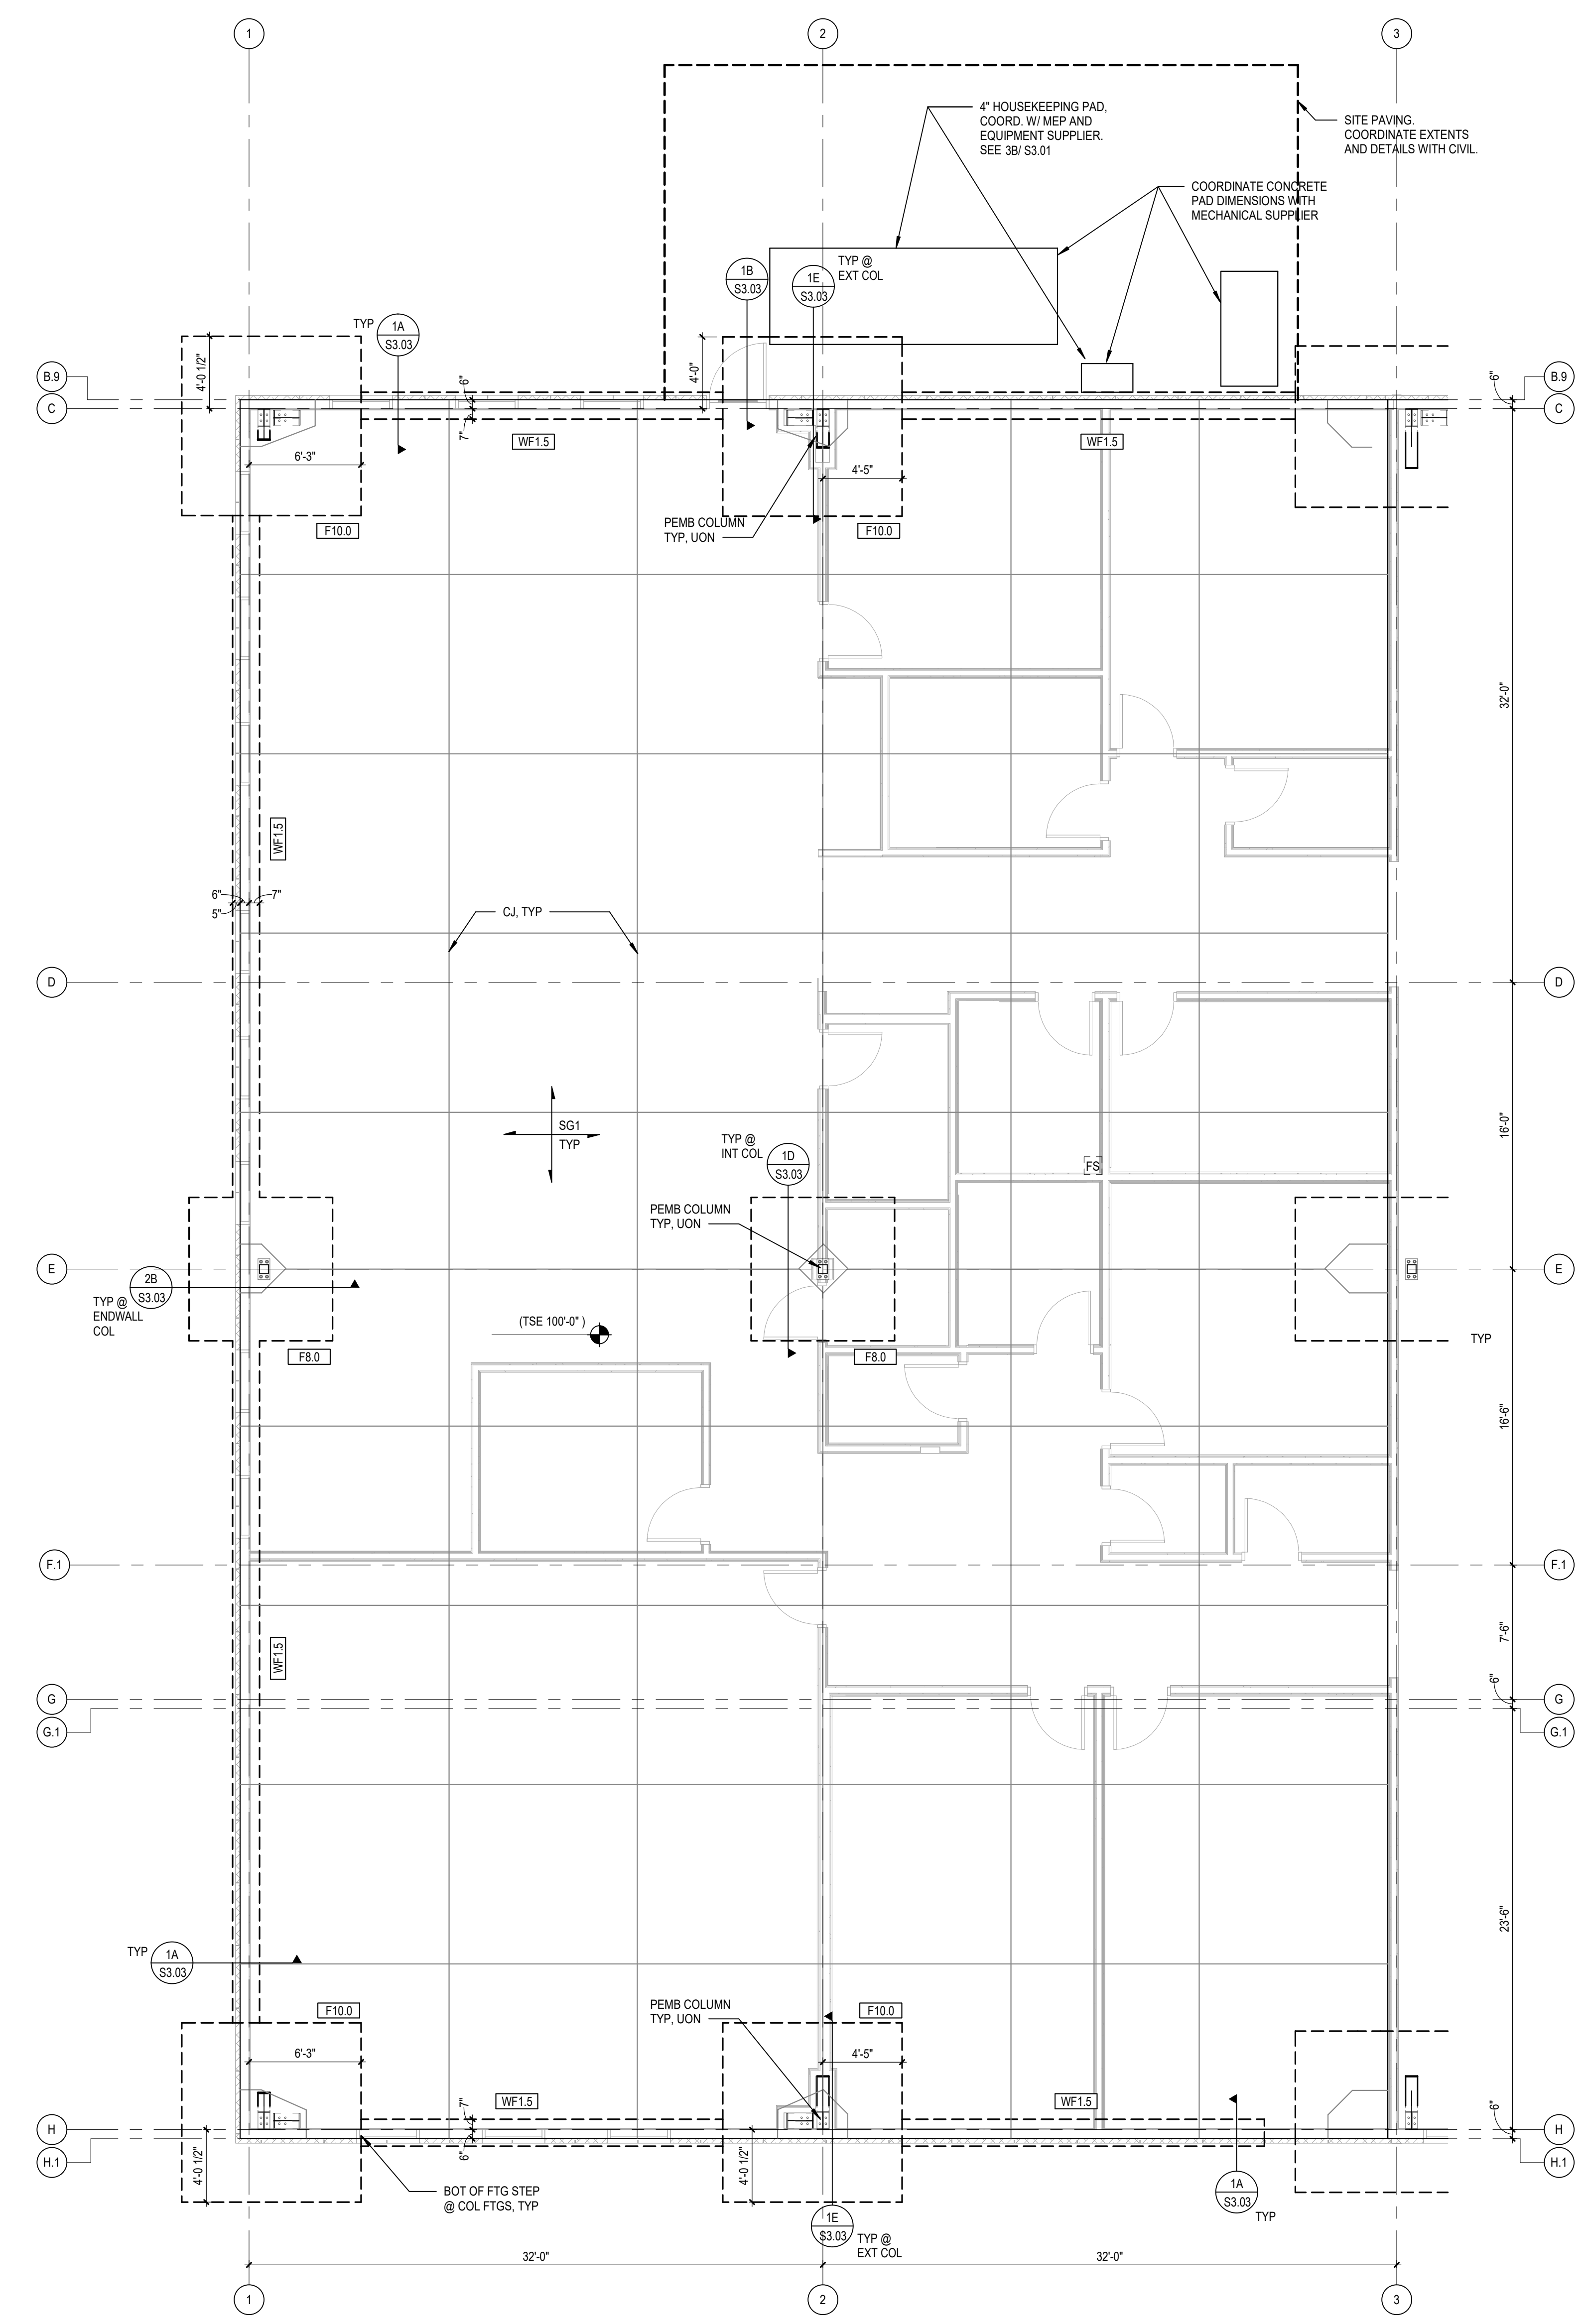 1
2
3
4" HOUSEKEEPING PAD,
COORD. W/ MEP AND
EQUIPMENT SUPPLIER.
SEE 3B/ S3.01
SITE PAVING.
COORDINATE EXTENTS
AND DETAILS WITH CIVIL.
COORDINATE CONCRETE
PAD DIMENSIONS WITH
MECHANICAL SUPPLIER
TYP @
EXT COL
1B
S3.03
1E
S3.03
TYP
1A
S3.03
4'-0 1/2"
4'-0"
B.9
C
6"
7"
6"
B.9
C
WF1.5
WF1.5
6'-3"
4'-5"
F10.0
PEMB COLUMN
TYP, UON
F10.0
32'-0"
WF1.5
6"
7"
5"
CJ, TYP
D
D
SG1
TYP
16'-0"
TYP @
INT COL
1D
S3.03
FS
PEMB COLUMN
TYP, UON
E
E
2B
S3.03
TYP @
ENDWALL
COL
(TSE 100'-0" )
TYP
F8.0
F8.0
16'-6"
F.1
F.1
WF1.5
7'-6"
6"
G
G.1
G
G.1
23'-6"
TYP
1A
S3.03
F10.0
PEMB COLUMN
TYP, UON
F10.0
6'-3"
4'-5"
WF1.5
7"
WF1.5
6"
H
H.1
6"
H
H.1
4'-0 1/2"
4'-0 1/2"
BOT OF FTG STEP
@ COL FTGS, TYP
1A
S3.03
TYP
1E
S3.03
TYP @
EXT COL
32'-0"
32'-0"
1
2
3